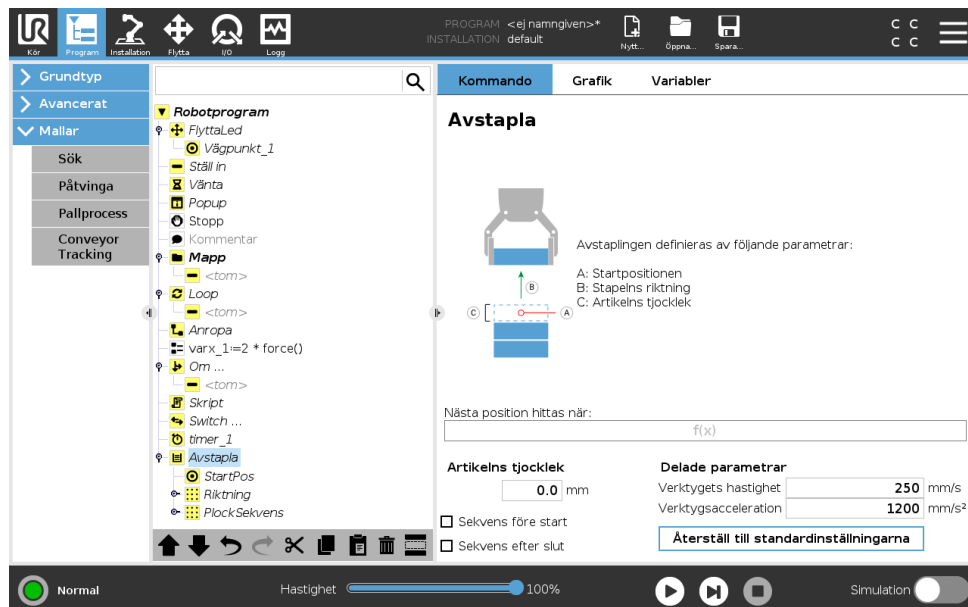 UR
PROGRAM <ej namngiven>*
INSTALLATION default
C C
C C
Kör Program Installation Flytta I/O Logg Nytt... Öppna... Spara...
Grundtyp
Avancerat
Mallar
Sök
Påtvinga
Pallprocess
Conveyor
Tracking
Robotprogram
FlyttaLed
Vägpunkt_1
Ställ in
Vänta
Popup
Stopp
Kommentar
Mapp
<tom>
Loop
<tom>
Anropa
varx_1:=2 * force()
Om ...
<tom>
Skript
Switch ...
timer_1
Avstapla
StartPos
Riktning
PlockSekvens
Kommando Grafik Variabler
Avstapla
B
C
A
Avstaplingen definieras av följande parametrar:
A: Startpositionen
B: Stapelns riktning
C: Artikelns tjocklek
Nästa position hittas när:
f(x)
Artikelns tjocklek
0.0 mm
Sekvens före start
Sekvens efter slut
Delade parametrar
Verktygets hastighet 250 mm/s
Verktygsacceleration 1200 mm/s²
Återställ till standardinställningarna
Normal
Hastighet 100%
Simulation